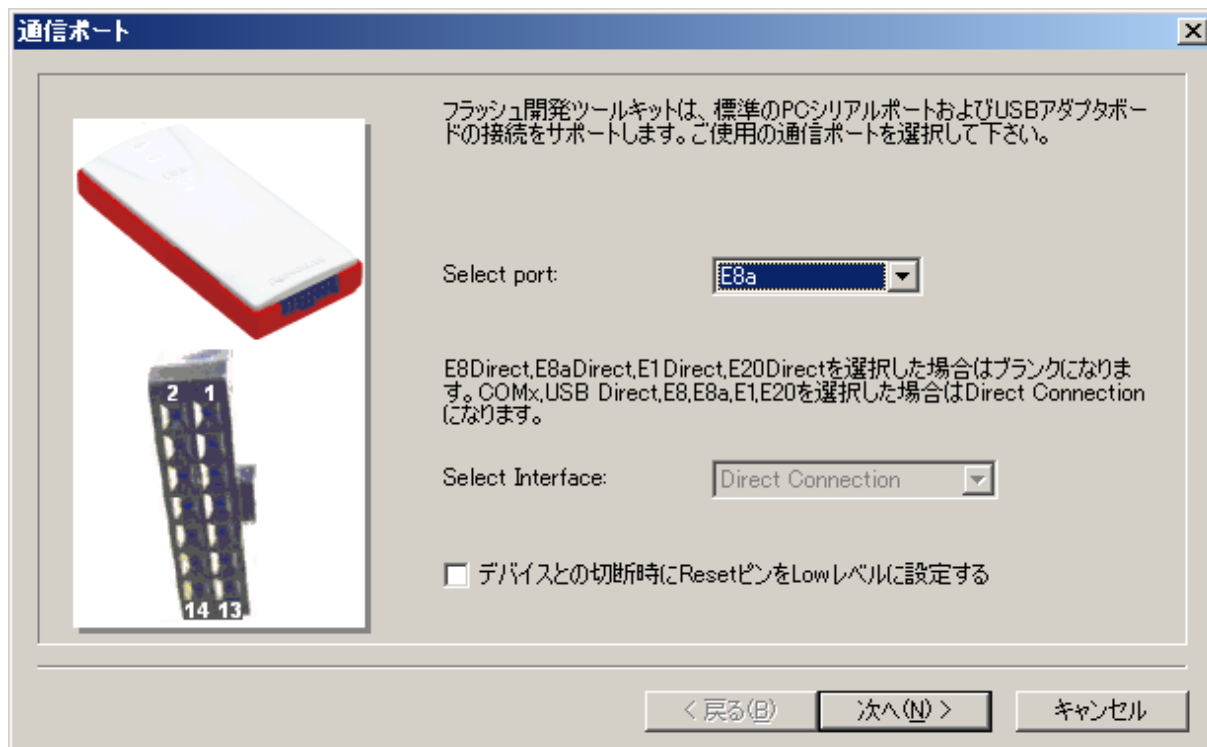 通信ポート
フラッシュ開発ツールキットは、標準のPCシリアルポートおよびUSBアダプタボー
ドの接続をサポートします。ご使用の通信ポートを選択して下さい。
Select port:
E8a
E8Direct,E8aDirect,E1Direct,E20Directを選択した場合はブランクになりま
す。COMx,USB Direct,E8,E8a,E1,E20を選択した場合はDirect Connection
になります。
2 1
Select Interface:
Direct Connection
デバイスとの切断時にResetピンをLowレベルに設定する
14 13
< 戻る(B)
次へ(N) >
キャンセル